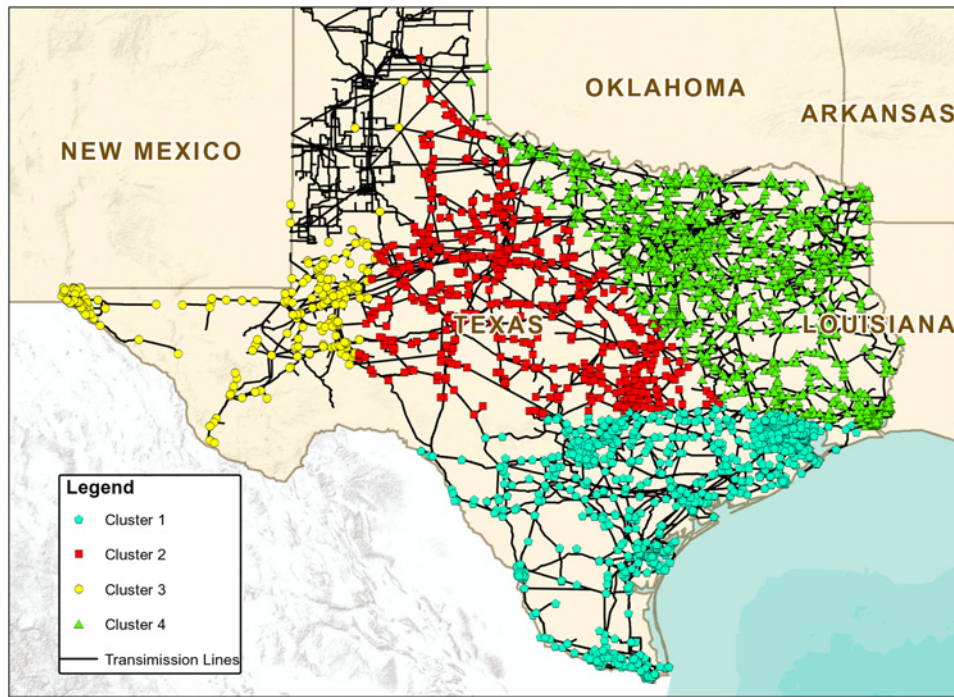 OKLAHOMA
ARKANSAS
NEW MEXICO
TEXAS
LOUISIANA
Legend
Cluster 1
Cluster 2
Cluster 3
Cluster 4
Transimission Lines